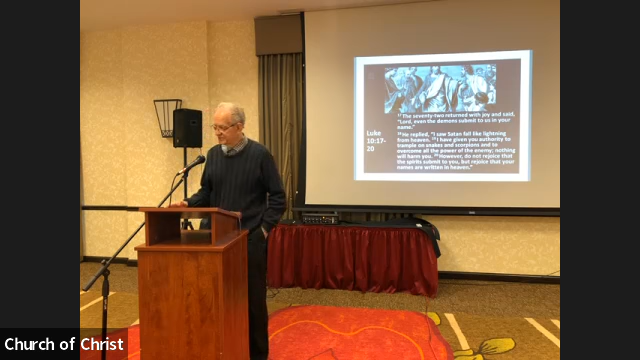 17 The seventy-two returned with joy and said,
"Lord, even the demons submit to us in your
name."
18 He replied, "I saw Satan fall like lightning
from heaven. 19 I have given you authority to
trample on snakes and scorpions and to
overcome all the power of the enemy; nothing
will harm you. 20 However, do not rejoice that
the spirits submit to you, but rejoice that your
names are written in heaven."
Luke
10:17-
20
Church of Christ